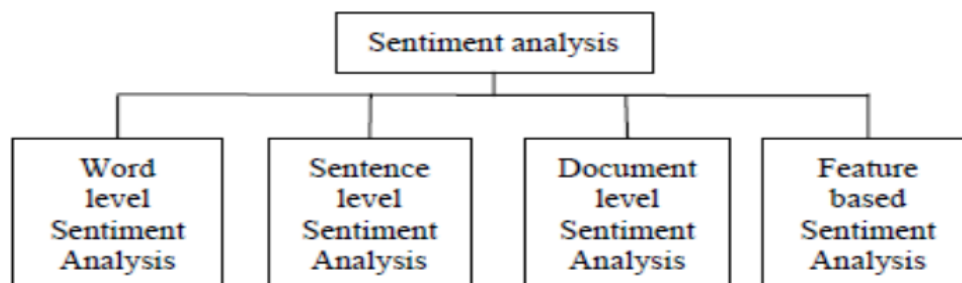 Sentiment analysis
Word
level
Sentiment
Analysis
Sentence
level
Sentiment
Analysis
Document
level
Sentiment
Analysis
Feature
based
Sentiment
Analysis